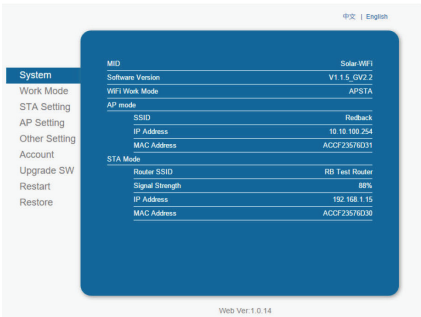 中文 | English
System
Work Mode
STA Setting
AP Setting
Other Setting
Account
Upgrade SW
Restart
Restore
MID Solar-WiFi
Software Version V1.1.5_GV2.2
WiFi Work Mode APSTA
AP mode
SSID Redback
IP Address 10.10.100.254
MAC Address ACCF23576D31
STA Mode
Router SSID RB Test Router
Signal Strength 88%
IP Address 192.168.1.15
MAC Address ACCF23576D30
Web Ver:1.0.14